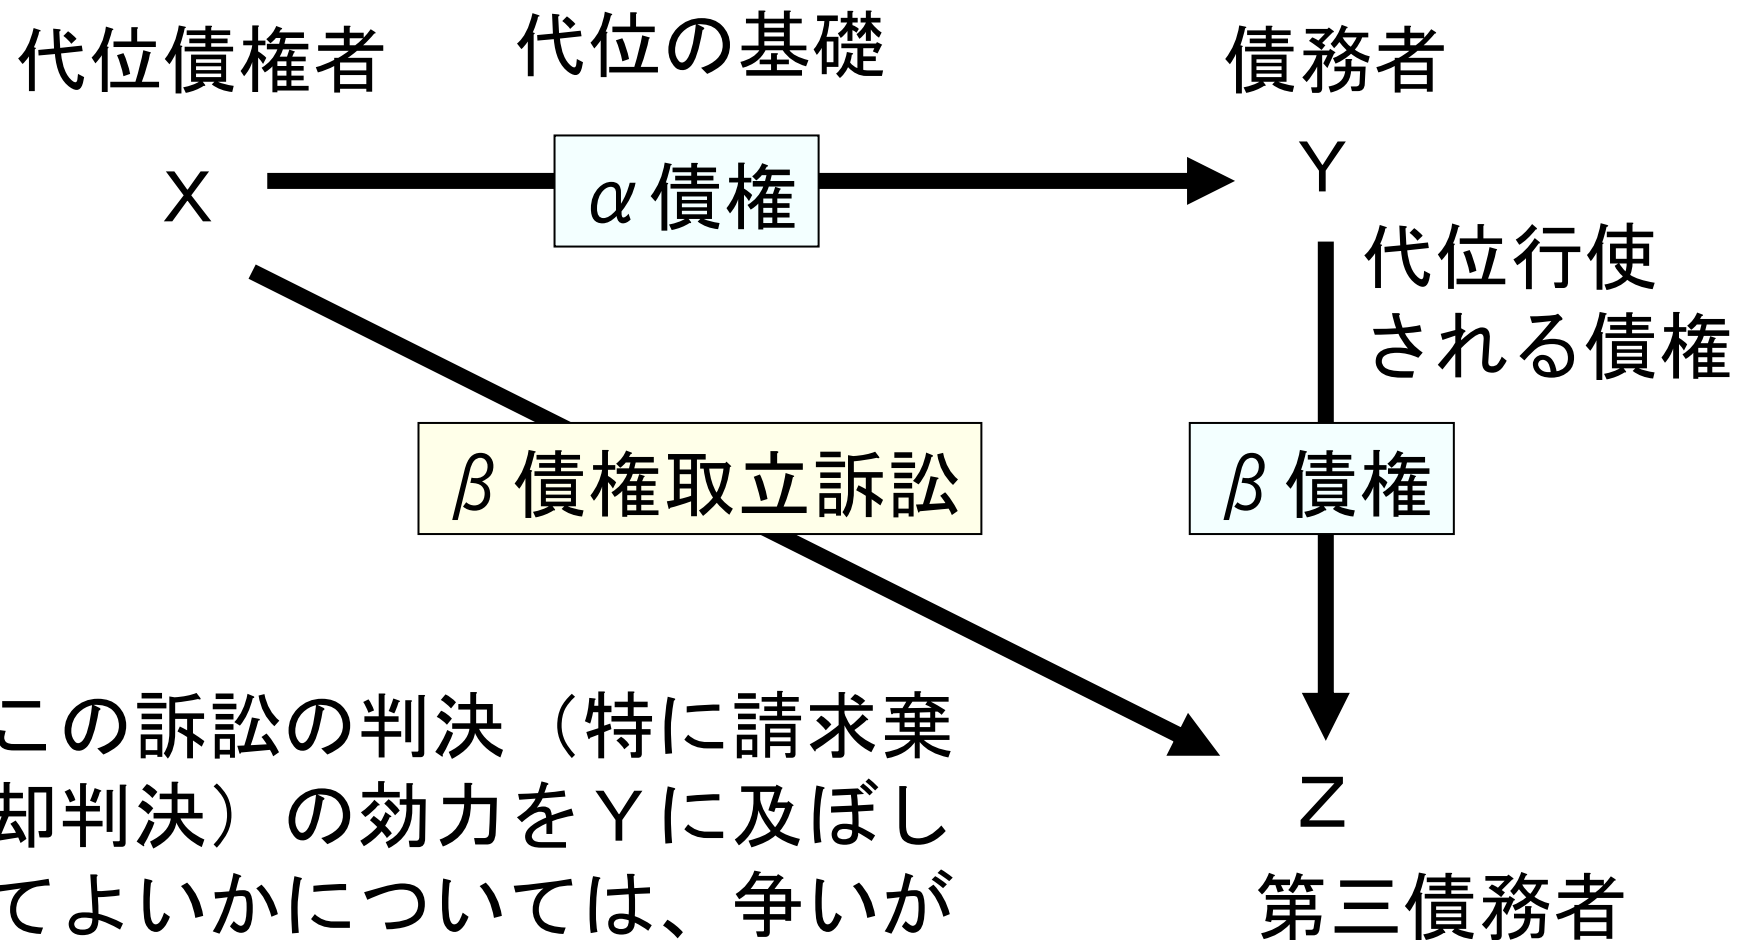 代位債権者
代位の基礎
債務者
X
α債権
Y
代位行使
される債権
β債権取立訴訟
β債権
この訴訟の判決（特に請求棄
却判決）の効力をＹに及ぼし
てよいかについては、争いが
Z
第三債務者